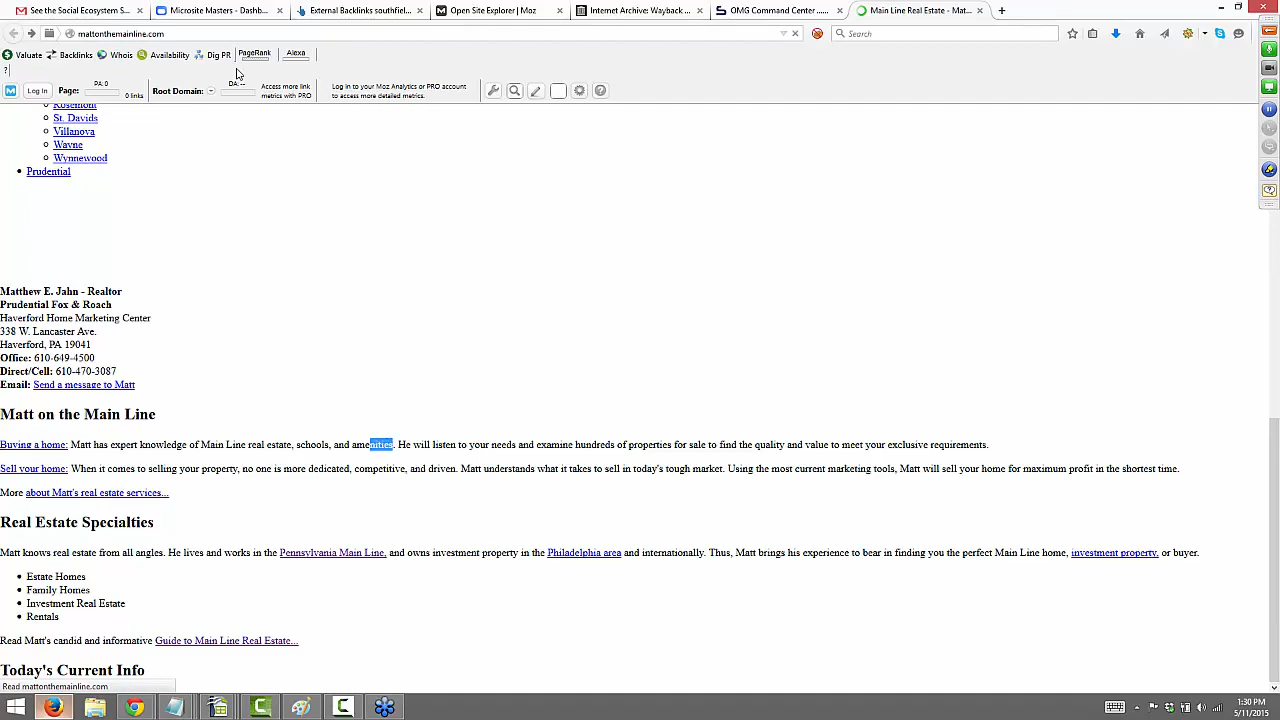 See the Social Ecosystem S...
Microsite Masters - Dashb...
External Backlinks southfiel...
Open Site Explorer | Moz
Internet Archive: Wayback ...
OMG Command Center ......
Main Line Real Estate - Mat...
mattonthemainline.com
Search
Valuate
Backlinks
Whois
Availability
Dig PR
PageRank
Alexa
?
Log In
Page:
PA: 0
0 links
Root Domain:
DA: --
Access more link metrics with PRO
Log in to your Moz Analytics or PRO account to access more detailed metrics.
Rosemont
St. Davids
Villanova
Wayne
Wynnewood
Prudential
Matthew E. Jahn - Realtor
Prudential Fox & Roach
Haverford Home Marketing Center
338 W. Lancaster Ave.
Haverford, PA 19041
Office: 610-649-4500
Direct/Cell: 610-470-3087
Email: Send a message to Matt
Matt on the Main Line
Buying a home: Matt has expert knowledge of Main Line real estate, schools, and amenities. He will listen to your needs and examine hundreds of properties for sale to find the quality and value to meet your exclusive requirements.
Sell your home: When it comes to selling your property, no one is more dedicated, competitive, and driven. Matt understands what it takes to sell in today's tough market. Using the most current marketing tools, Matt will sell your home for maximum profit in the shortest time.
More about Matt's real estate services...
Real Estate Specialties
Matt knows real estate from all angles. He lives and works in the Pennsylvania Main Line, and owns investment property in the Philadelphia area and internationally. Thus, Matt brings his experience to bear in finding you the perfect Main Line home, investment property, or buyer.
Estate Homes
Family Homes
Investment Real Estate
Rentals
Read Matt's candid and informative Guide to Main Line Real Estate...
Today's Current Info
Read mattonthemainline.com
1:30 PM
5/11/2015